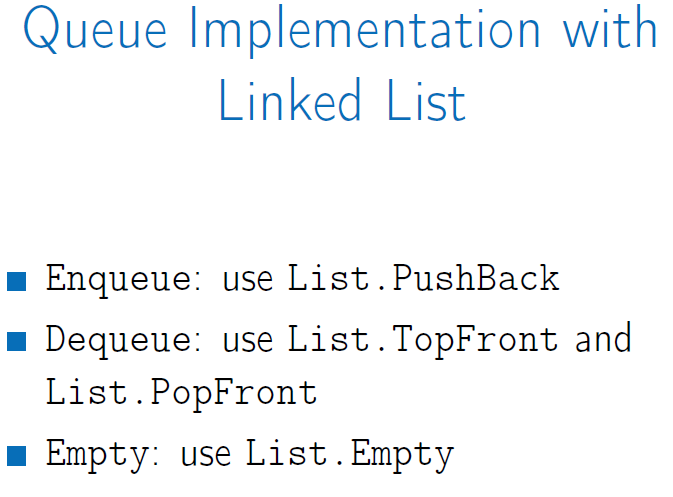 Queue Implementation with
Linked List
Enqueue: use List.PushBack
Dequeue: use List.TopFront and
List.PopFront
Empty: use List.Empty